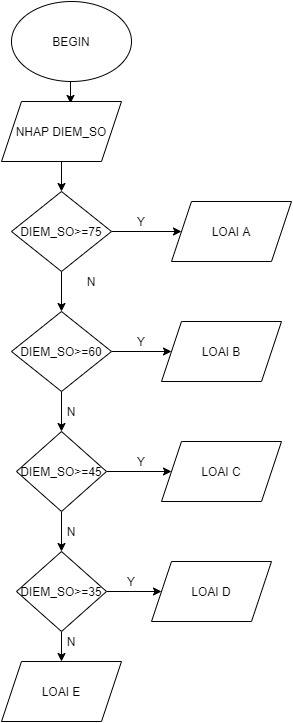 BEGIN
NHAP DIEM_SO
DIEM_SO>=75
Y
LOAI A
N
DIEM_SO>=60
Y
LOAI B
N
DIEM_SO>=45
Y
LOAI C
N
DIEM_SO>=35
Y
LOAI D
N
LOAI E